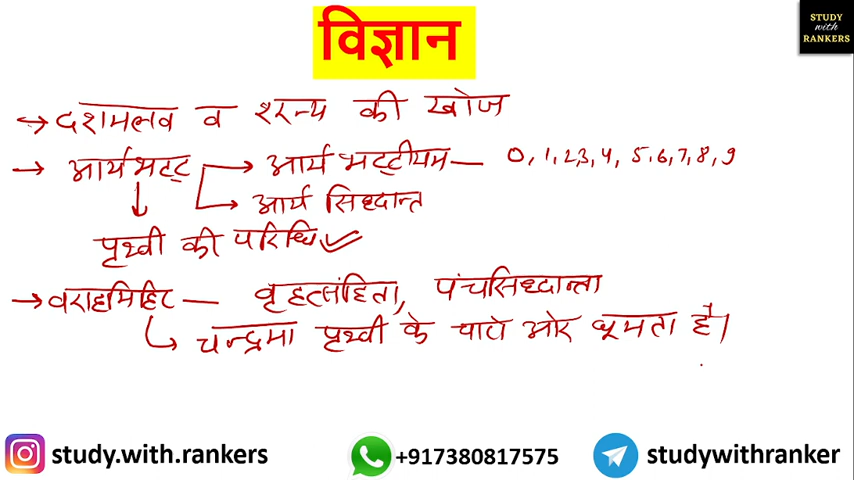 विज्ञान
STUDY
with
RANKERS
→ दशमलव व शून्य की खोज
→ आर्यभट्ट → आर्यभट्टीयम — 0, 1, 2, 3, 4, 5, 6, 7, 8, 9
→ आर्य सिध्दान्त
पृथ्वी की परिधि ✓
→ वराहमिहिर — वृहत्संहिता, पंचसिध्दान्ता
↳ चन्द्रमा पृथ्वी के चारो ओर घूमता है।
study.with.rankers
+917380817575
studywithranker